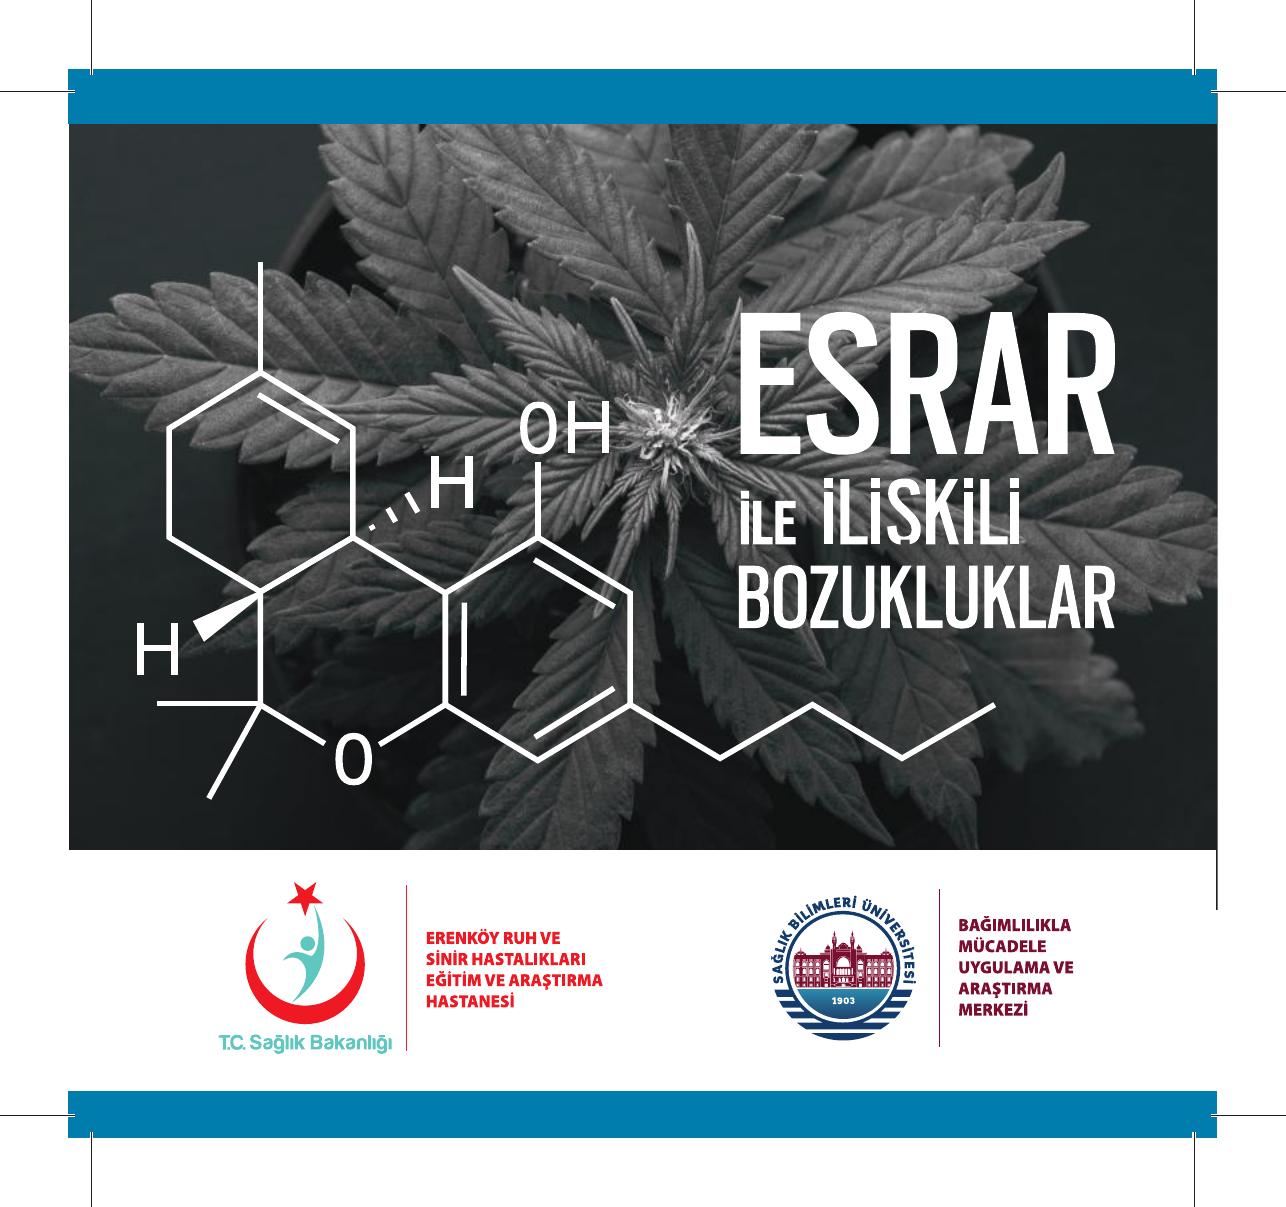 ESRAR
İLE İLİŞKİLİ
BOZUKLUKLAR
OH
H
H
O
T.C. Sağlık Bakanlığı
ERENKÖY RUH VE
SİNİR HASTALIKLARI
EĞİTİM VE ARAŞTIRMA
HASTANESİ
SAĞLIK BİLİMLERİ ÜNİVERSİTESİ
1903
BAĞIMLILIKLA
MÜCADELE
UYGULAMA VE
ARAŞTIRMA
MERKEZİ